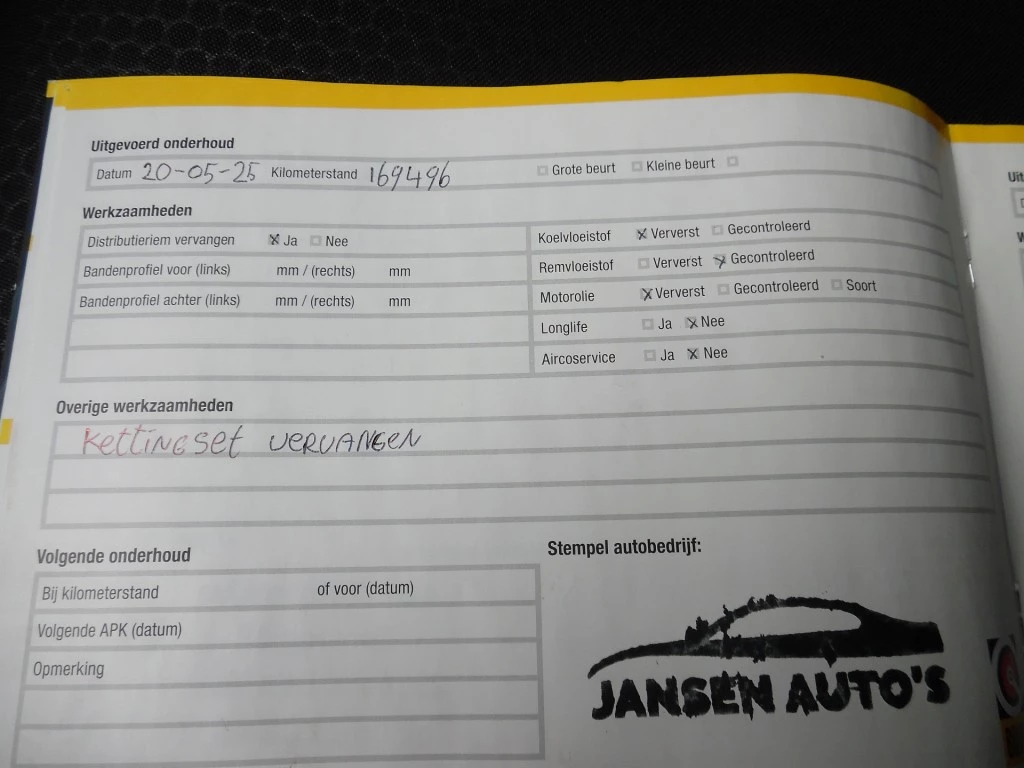 Uitgevoerd onderhoud
Datum 20-05-25 Kilometerstand 169496 Grote beurt Kleine beurt
Werkzaamheden
Distributieriem vervangen Ja Nee
Bandenprofiel voor (links) mm / (rechts) mm
Bandenprofiel achter (links) mm / (rechts) mm
Koelvloeistof Ververst Gecontroleerd
Remvloeistof Ververst Gecontroleerd
Motorolie Ververst Gecontroleerd Soort
Longlife Ja Nee
Aircoservice Ja Nee
Overige werkzaamheden
Kettingset vervangen
Volgende onderhoud
Bij kilometerstand of voor (datum)
Volgende APK (datum)
Opmerking
Stempel autobedrijf:
JANSEN AUTO'S
Uit